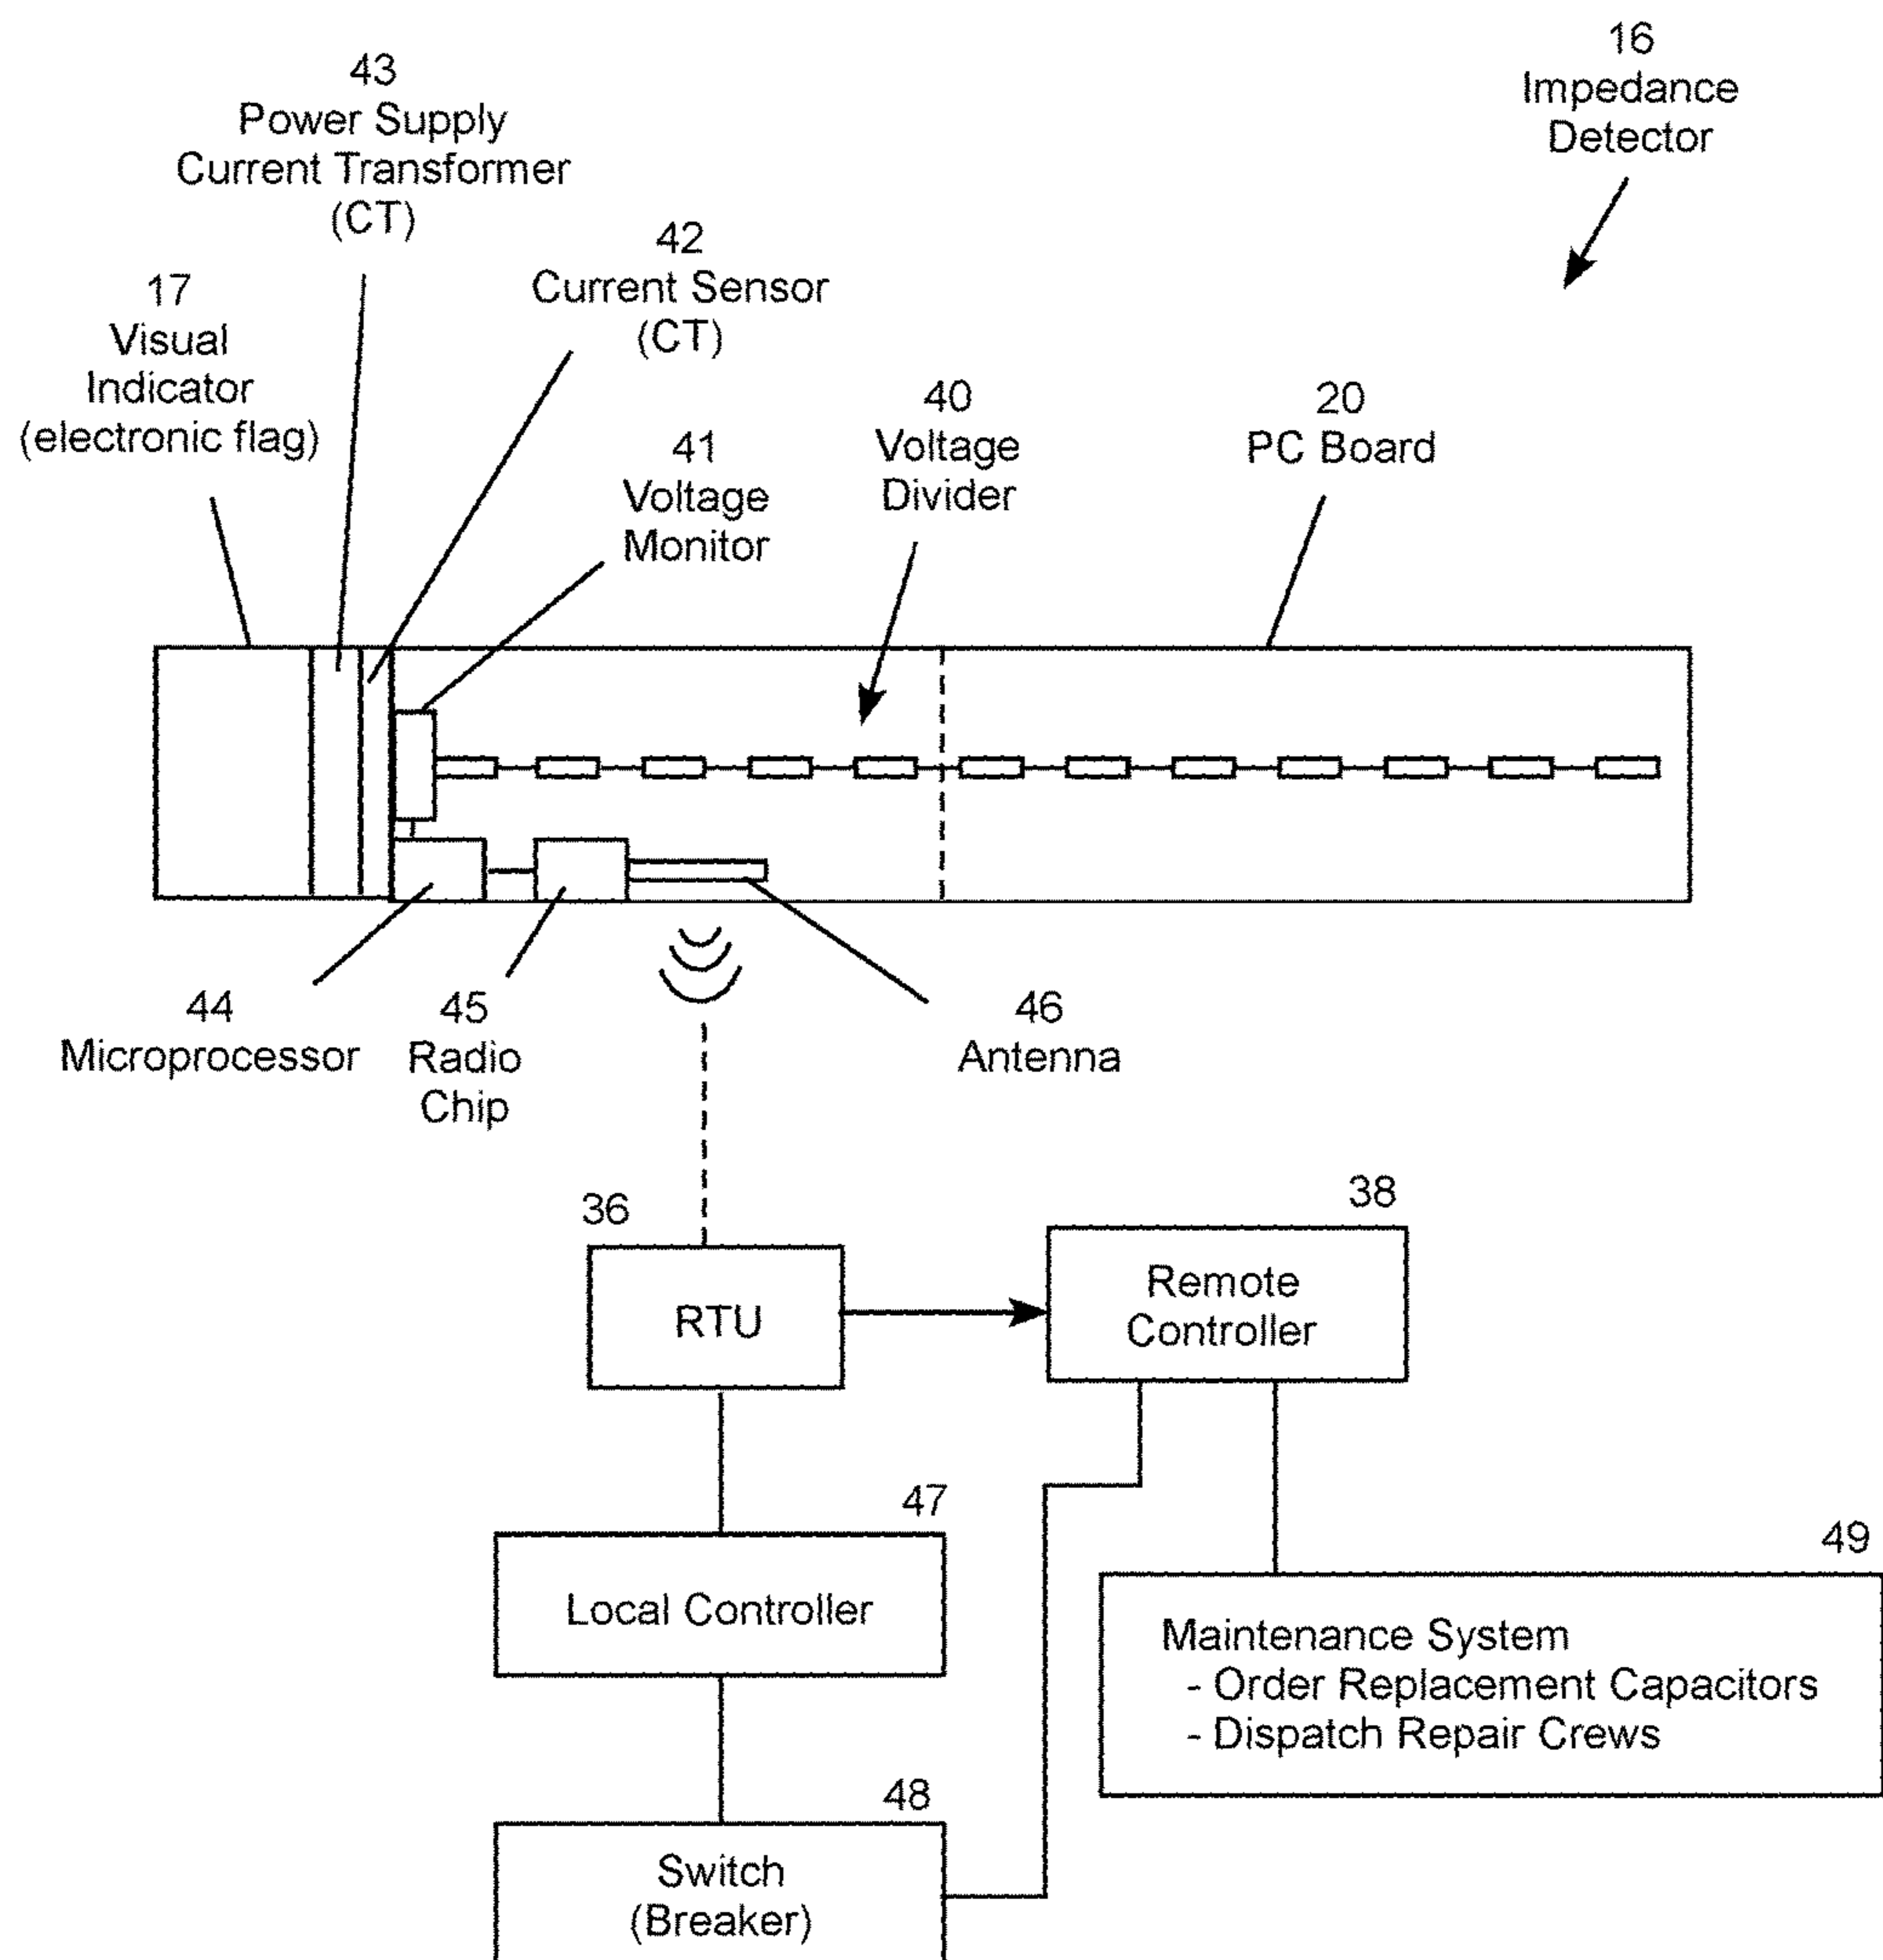 16
Impedance
Detector
43
Power Supply
Current Transformer
(CT)
42
Current Sensor
(CT)
17
Visual
Indicator
(electronic flag)
41
Voltage
Monitor
40
Voltage
Divider
20
PC Board
44
Microprocessor
45
Radio
Chip
46
Antenna
36
RTU
38
Remote
Controller
47
Local Controller
49
Maintenance System
- Order Replacement Capacitors
- Dispatch Repair Crews
48
Switch
(Breaker)